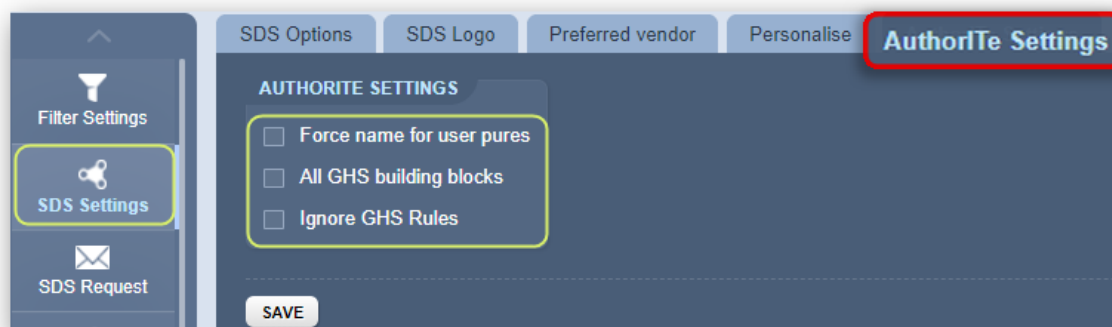 SDS Options SDS Logo Preferred vendor Personalise AuthorITe Settings
Filter Settings
SDS Settings
SDS Request
AUTHORITE SETTINGS
Force name for user pures
All GHS building blocks
Ignore GHS Rules
SAVE